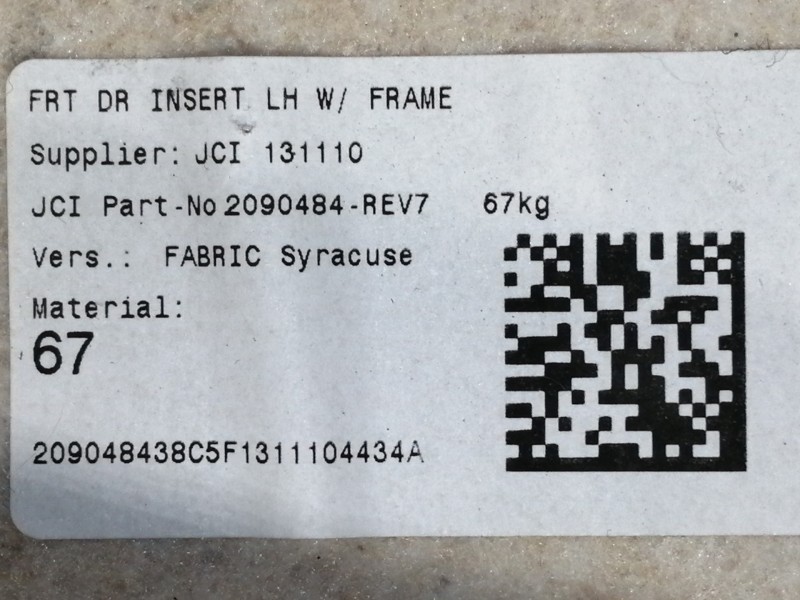 FRT DR INSERT LH W/ FRAME
Supplier: JCI 131110
JCI Part-No 2090484-REV7 67kg
Vers.: FABRIC Syracuse
Material:
67
209048438C5F1311104434A